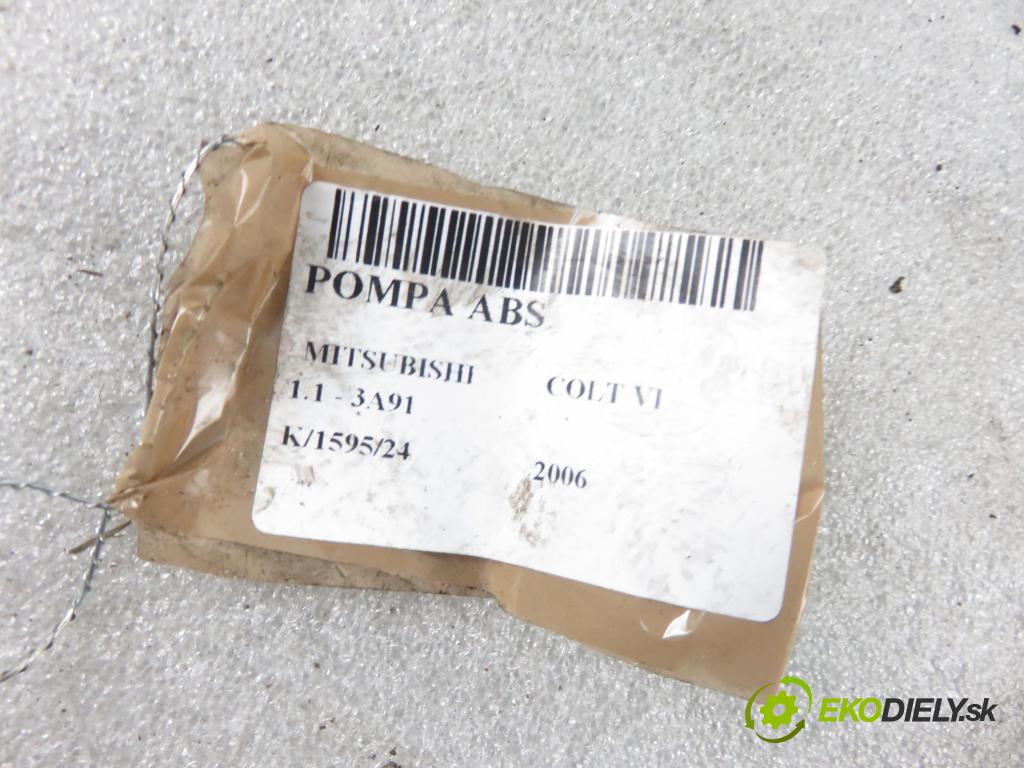 POMPA ABS
MITSUBISHI COLT VI
1.1 - 3A91
K/1595/24 2006
EKODIELY.sk